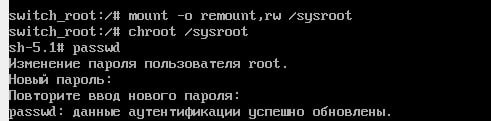 switch_root:/# mount -o remount,rw /sysroot
switch_root:/# chroot /sysroot
sh-5.1# passwd
Изменение пароля пользователя root.
Новый пароль:
Повторите ввод нового пароля:
passwd: данные аутентификации успешно обновлены.